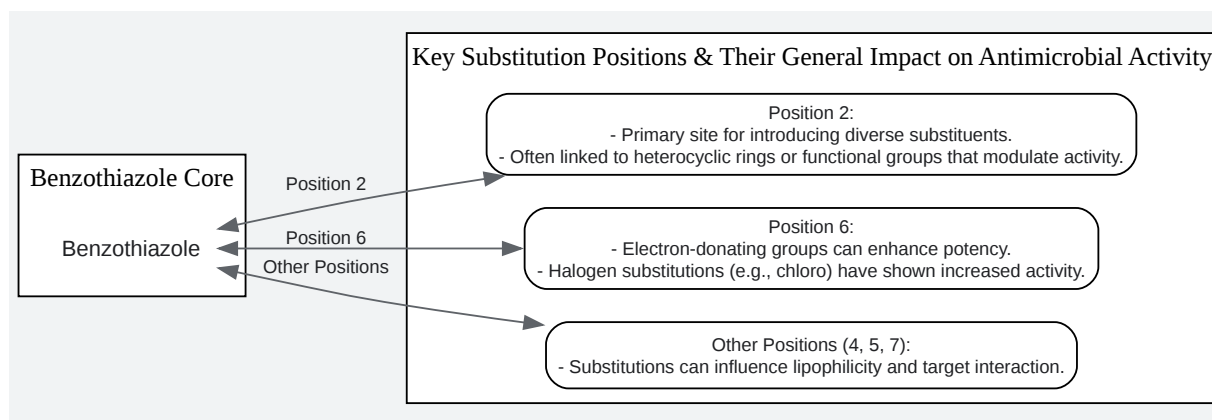 Key Substitution Positions & Their General Impact on Antimicrobial Activity
Benzothiazole Core
Benzothiazole
Position 2
Position 6
Other Positions
Position 2:
- Primary site for introducing diverse substituents.
- Often linked to heterocyclic rings or functional groups that modulate activity.
Position 6:
- Electron-donating groups can enhance potency.
- Halogen substitutions (e.g., chloro) have shown increased activity.
Other Positions (4, 5, 7):
- Substitutions can influence lipophilicity and target interaction.